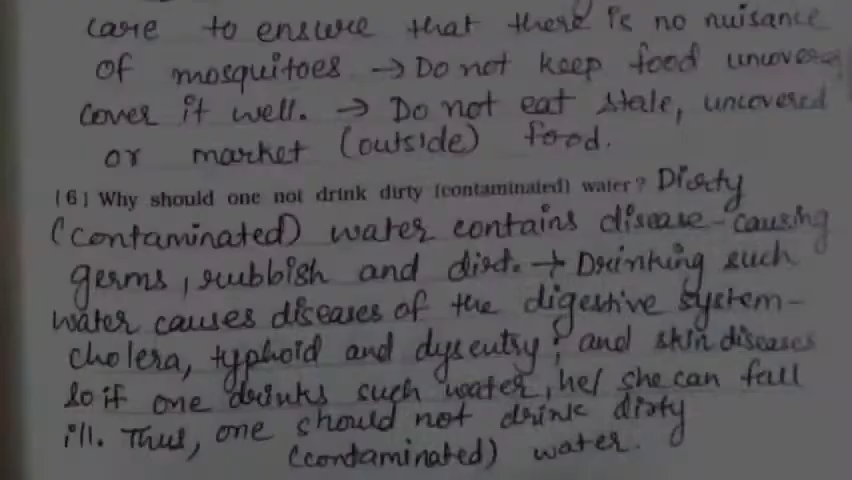 care to ensure that there is no nuisance
of mosquitoes → Do not keep food uncovered
cover it well. → Do not eat stale, uncovered
or market (outside) food.
[6] Why should one not drink dirty (contaminated) water? Dirty
(contaminated) water contains disease-causing
germs, rubbish and dirt. → Drinking such
water causes diseases of the digestive system-
cholera, typhoid and dysentry, and skin diseases
So if one drinks such water, he/ she can fall
ill. Thus, one should not drink dirty
(contaminated) water.